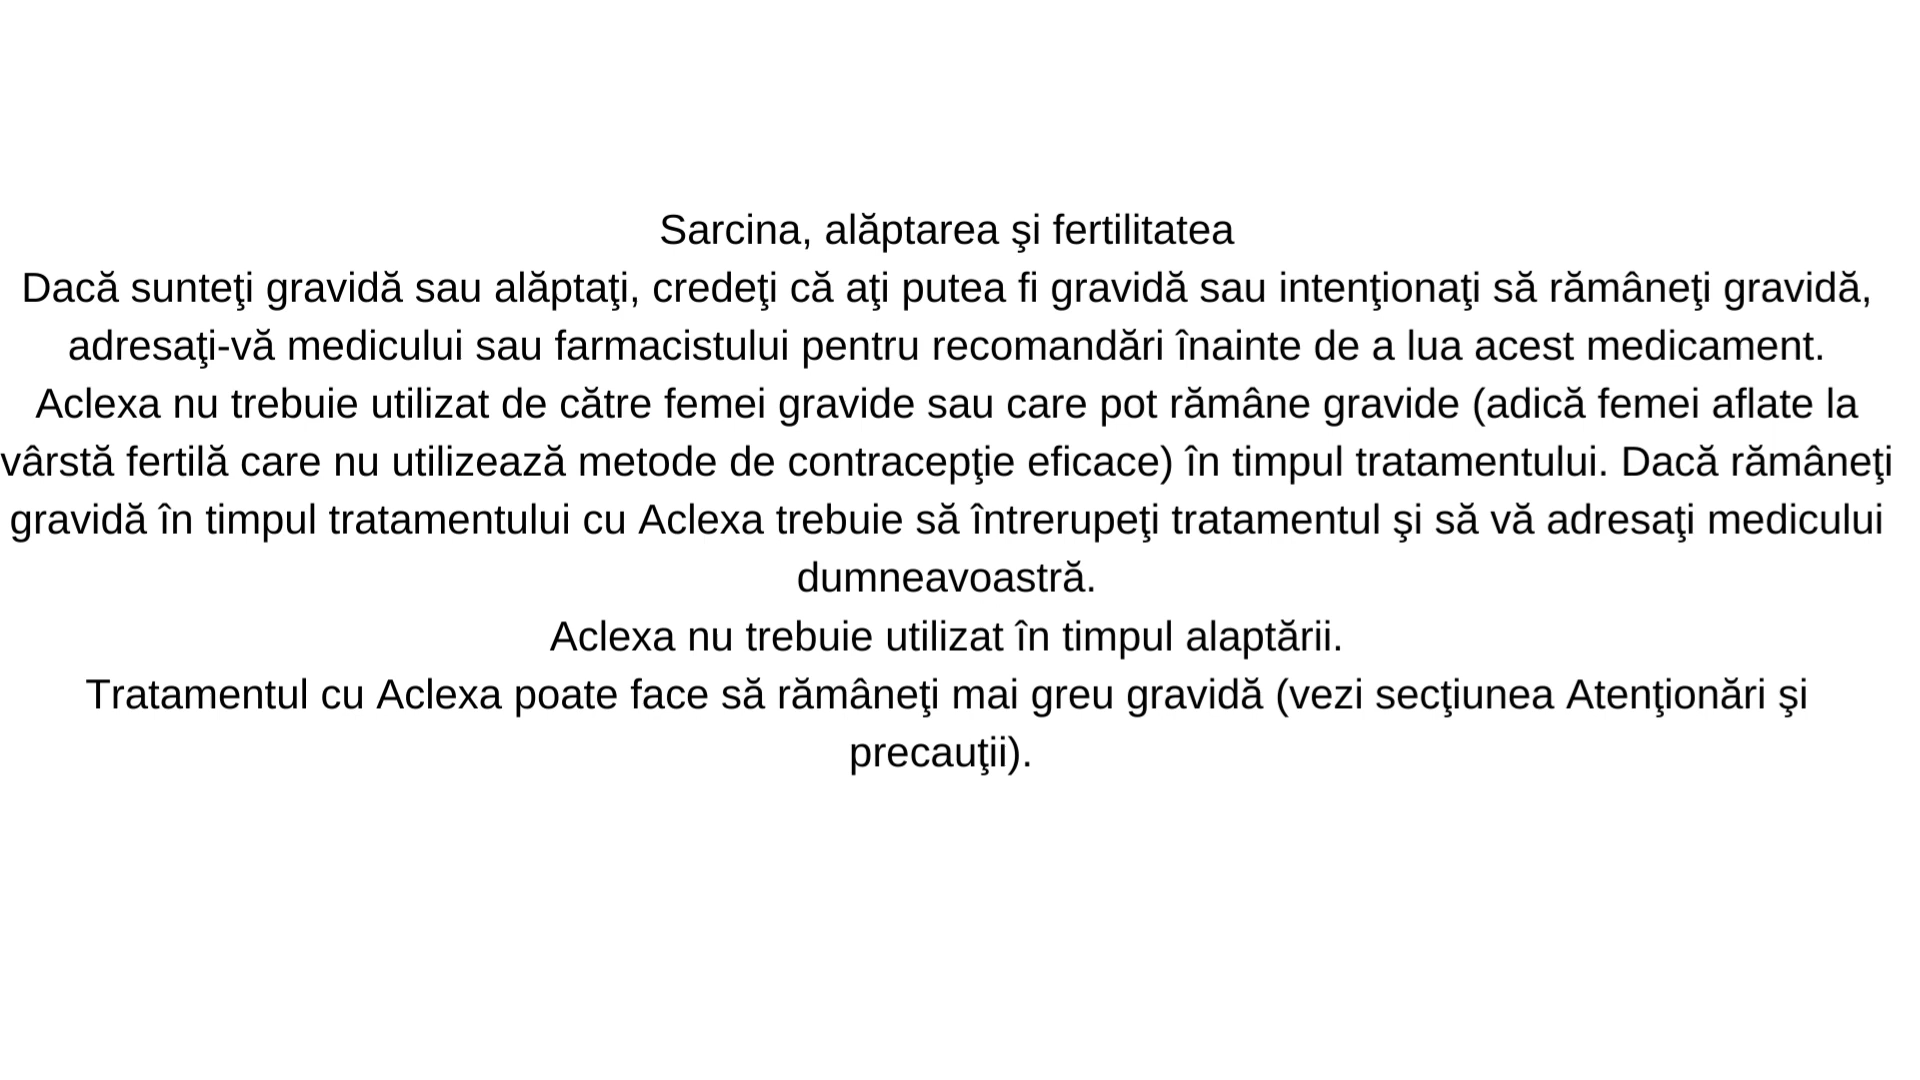 Sarcina, alăptarea şi fertilitatea
Dacă sunteţi gravidă sau alăptaţi, credeţi că aţi putea fi gravidă sau intenţionaţi să rămâneţi gravidă,
adresaţi-vă medicului sau farmacistului pentru recomandări înainte de a lua acest medicament.
Aclexa nu trebuie utilizat de către femei gravide sau care pot rămâne gravide (adică femei aflate la
vârstă fertilă care nu utilizează metode de contracepţie eficace) în timpul tratamentului. Dacă rămâneţi
gravidă în timpul tratamentului cu Aclexa trebuie să întrerupeţi tratamentul şi să vă adresaţi medicului
dumneavoastră.
Aclexa nu trebuie utilizat în timpul alaptării.
Tratamentul cu Aclexa poate face să rămâneţi mai greu gravidă (vezi secţiunea Atenţionări şi
precauţii).